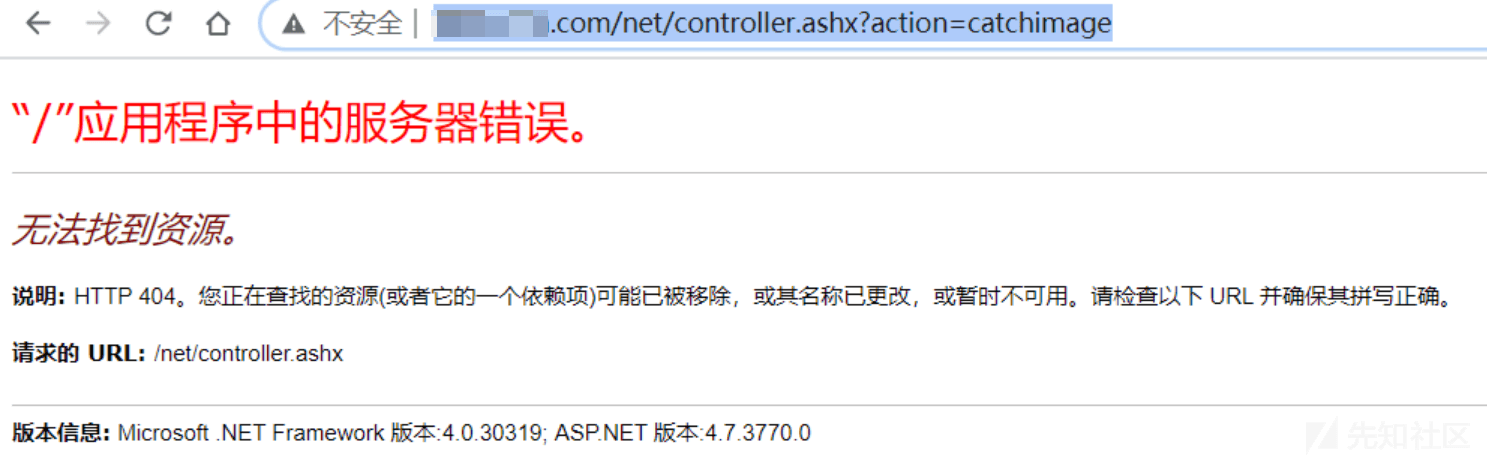 不安全 | .com/net/controller.ashx?action=catchimage
“/”应用程序中的服务器错误。
无法找到资源。
说明: HTTP 404。您正在查找的资源(或者它的一个依赖项)可能已被移除，或其名称已更改，或暂时不可用。请检查以下 URL 并确保其拼写正确。
请求的 URL: /net/controller.ashx
版本信息: Microsoft .NET Framework 版本:4.0.30319; ASP.NET 版本:4.7.3770.0
先知社区